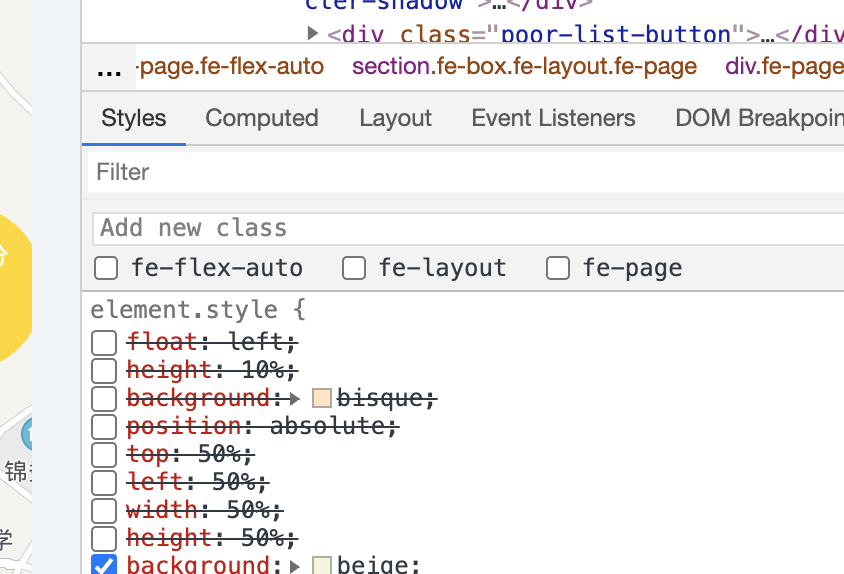 cter-shadow">…</div>
▶ <div class="poor-list-button">…</div
… -page.fe-flex-auto section.fe-box.fe-layout.fe-page div.fe-page
Styles Computed Layout Event Listeners DOM Breakpoin
Filter
Add new class
fe-flex-auto fe-layout fe-page
element.style {
float: left;
height: 10%;
background: ▶ bisque;
position: absolute;
top: 50%;
left: 50%;
width: 50%;
height: 50%;
background: ▶ beige;
锦
学